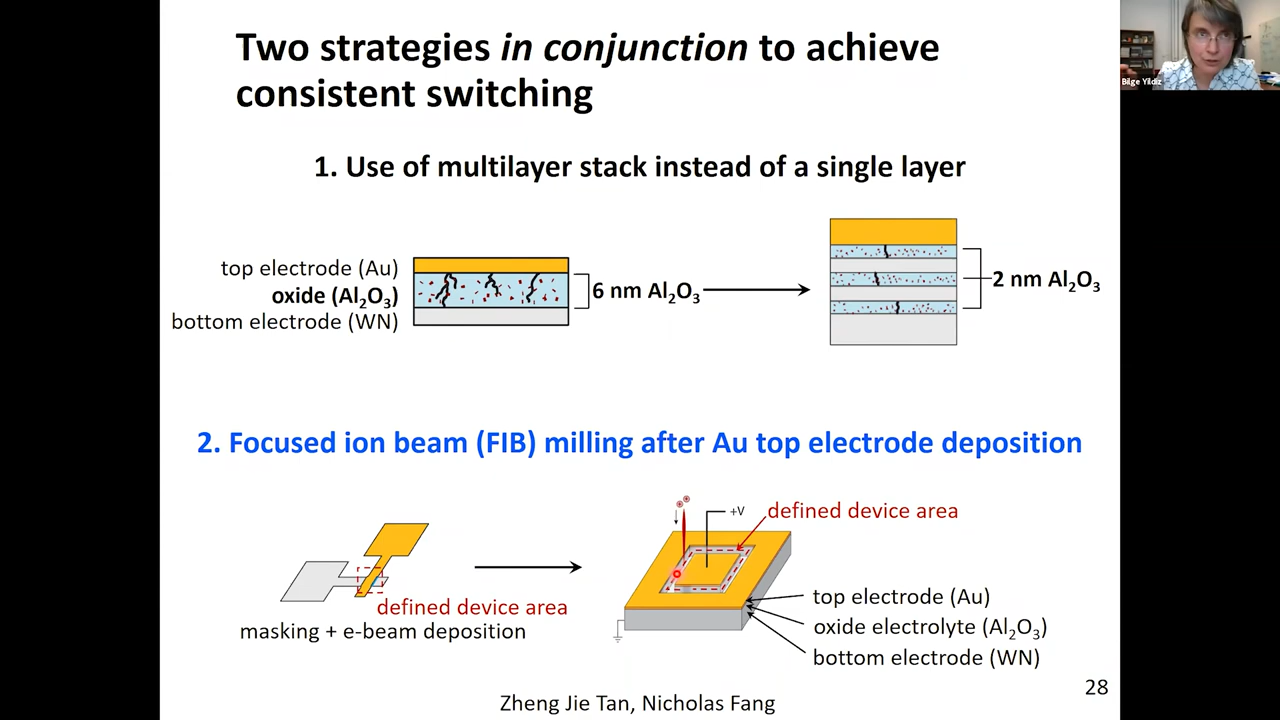 Two strategies in conjunction to achieve
consistent switching
Bilge Yildiz
1. Use of multilayer stack instead of a single layer
top electrode (Au)
oxide (Al₂O₃)
bottom electrode (WN)
6 nm Al₂O₃
2 nm Al₂O₃
2. Focused ion beam (FIB) milling after Au top electrode deposition
defined device area
masking + e-beam deposition
+V
defined device area
top electrode (Au)
oxide electrolyte (Al₂O₃)
bottom electrode (WN)
28
Zheng Jie Tan, Nicholas Fang